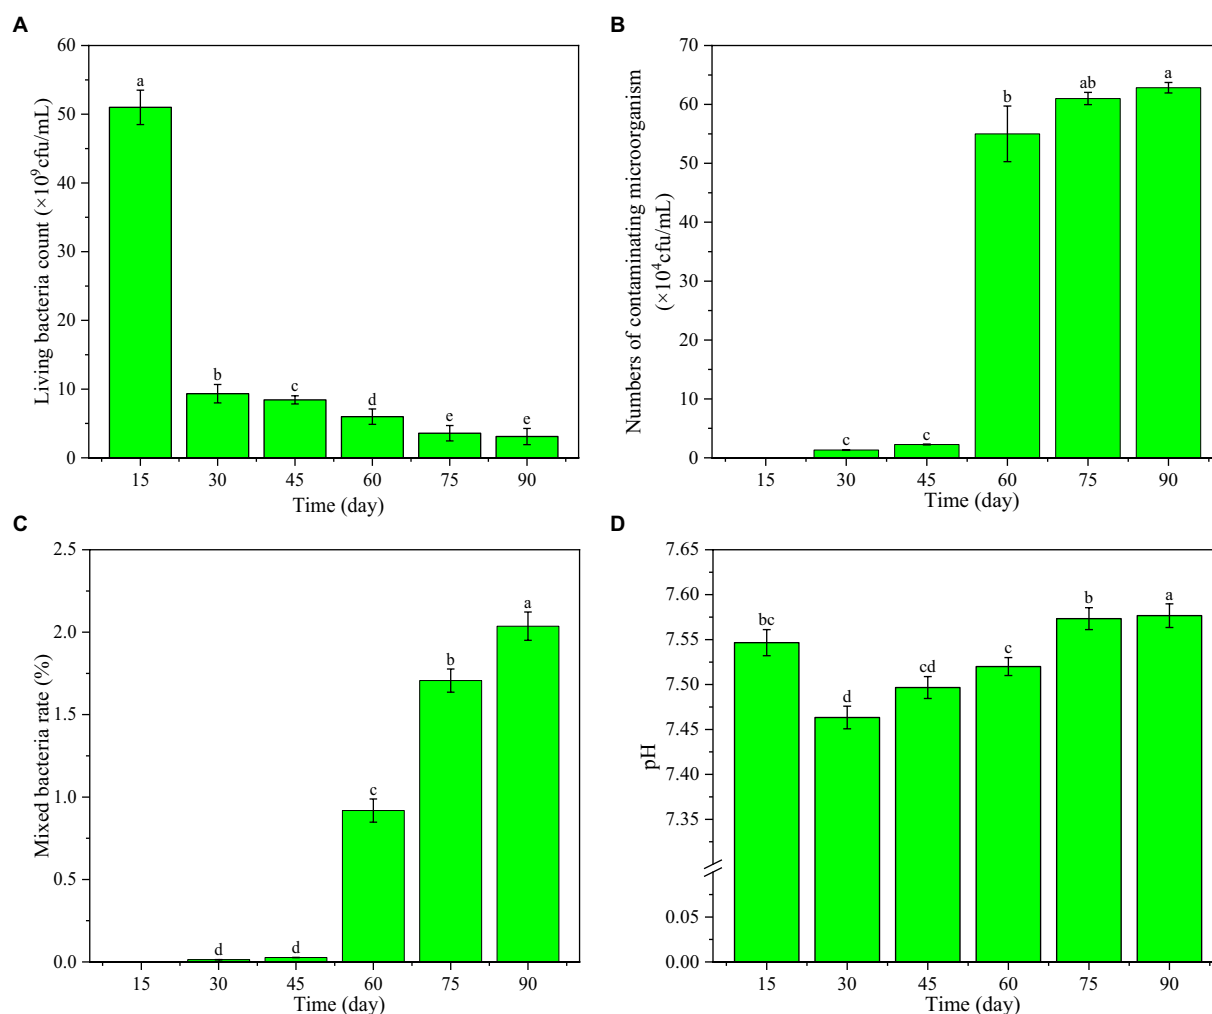 A
Living bacteria count (×10⁹cfu/mL)
60
50
40
30
20
10
0
a
b
c
d
e
e
15 30 45 60 75 90
Time (day)
B
Numbers of contaminating microorganism
(×10⁴cfu/mL)
70
60
50
40
30
20
10
0
c
c
b
ab
a
15 30 45 60 75 90
Time (day)
C
Mixed bacteria rate (%)
2.5
2.0
1.5
1.0
0.5
0.0
d
d
c
b
a
15 30 45 60 75 90
Time (day)
D
pH
7.65
7.60
7.55
7.50
7.45
7.40
7.35
0.05
0.00
bc
d
cd
c
b
a
15 30 45 60 75 90
Time (day)